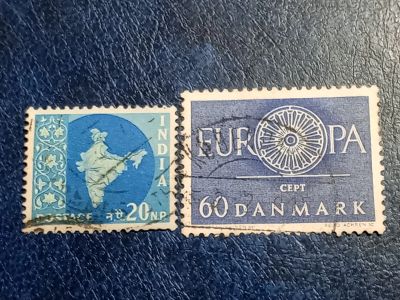 INDIA
POSTAGE न.प. 20 NP.
EUROPA
CEPT
60 DANMARK